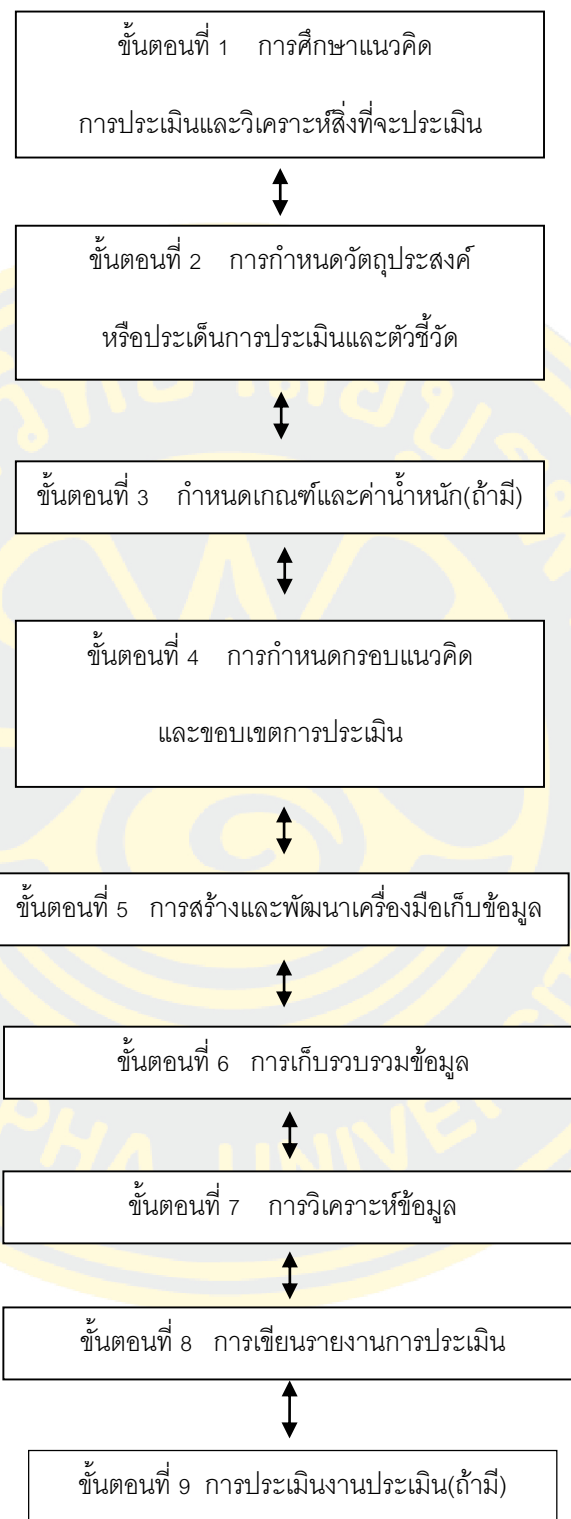 ขั้นตอนที่ 1 การศึกษาแนวคิด
การประเมินและวิเคราะห์สิ่งที่จะประเมิน
ขั้นตอนที่ 2 การกำหนดวัตถุประสงค์
หรือประเด็นการประเมินและตัวชี้วัด
ขั้นตอนที่ 3 กำหนดเกณฑ์และค่าน้ำหนัก(ถ้ามี)
ขั้นตอนที่ 4 การกำหนดกรอบแนวคิด
และขอบเขตการประเมิน
ขั้นตอนที่ 5 การสร้างและพัฒนาเครื่องมือเก็บข้อมูล
ขั้นตอนที่ 6 การเก็บรวบรวมข้อมูล
ขั้นตอนที่ 7 การวิเคราะห์ข้อมูล
ขั้นตอนที่ 8 การเขียนรายงานการประเมิน
ขั้นตอนที่ 9 การประเมินงานประเมิน(ถ้ามี)